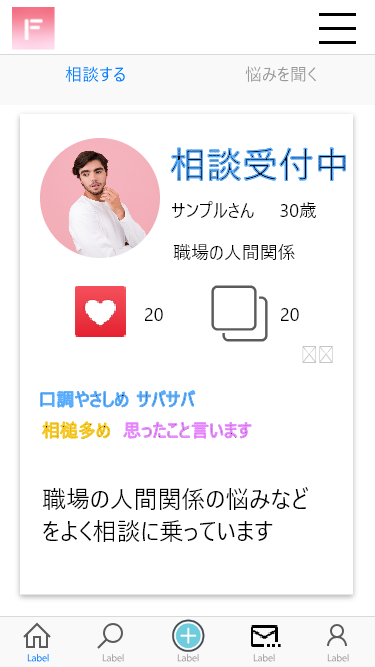 F
相談する 悩みを聞く
相談受付中
サンプルさん 30歳
職場の人間関係
20 20
口調やさしめ サバサバ
相槌多め 思ったこと言います
職場の人間関係の悩みなど
をよく相談に乗っています
Label Label Label Label Label